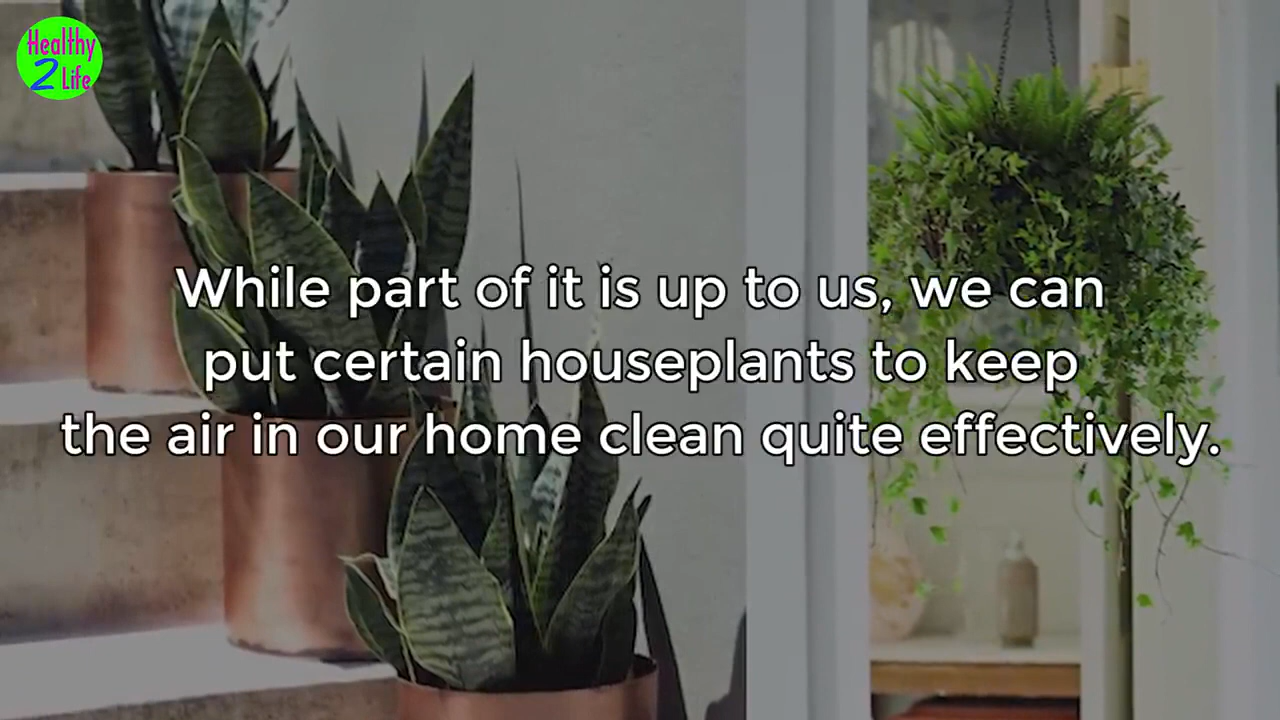 Healthy
2 Life
While part of it is up to us, we can
put certain houseplants to keep
the air in our home clean quite effectively.